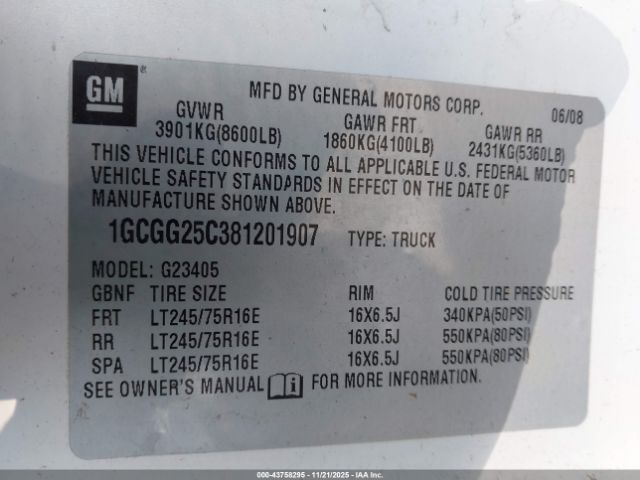 GM ®
MFD BY GENERAL MOTORS CORP. 06/08
GVWR GAWR FRT GAWR RR
3901KG(8600LB) 1860KG(4100LB) 2431KG(5360LB)
THIS VEHICLE CONFORMS TO ALL APPLICABLE U.S. FEDERAL MOTOR
VEHICLE SAFETY STANDARDS IN EFFECT ON THE DATE OF
MANUFACTURE SHOWN ABOVE.
1GCGG25C381201907 TYPE: TRUCK
MODEL: G23405
GBNF TIRE SIZE RIM COLD TIRE PRESSURE
FRT LT245/75R16E 16X6.5J 340KPA(50PSI)
RR LT245/75R16E 16X6.5J 550KPA(80PSI)
SPA LT245/75R16E 16X6.5J 550KPA(80PSI)
SEE OWNER'S MANUAL i FOR MORE INFORMATION.
000-43758295 - 11/21/2025 - IAA Inc.